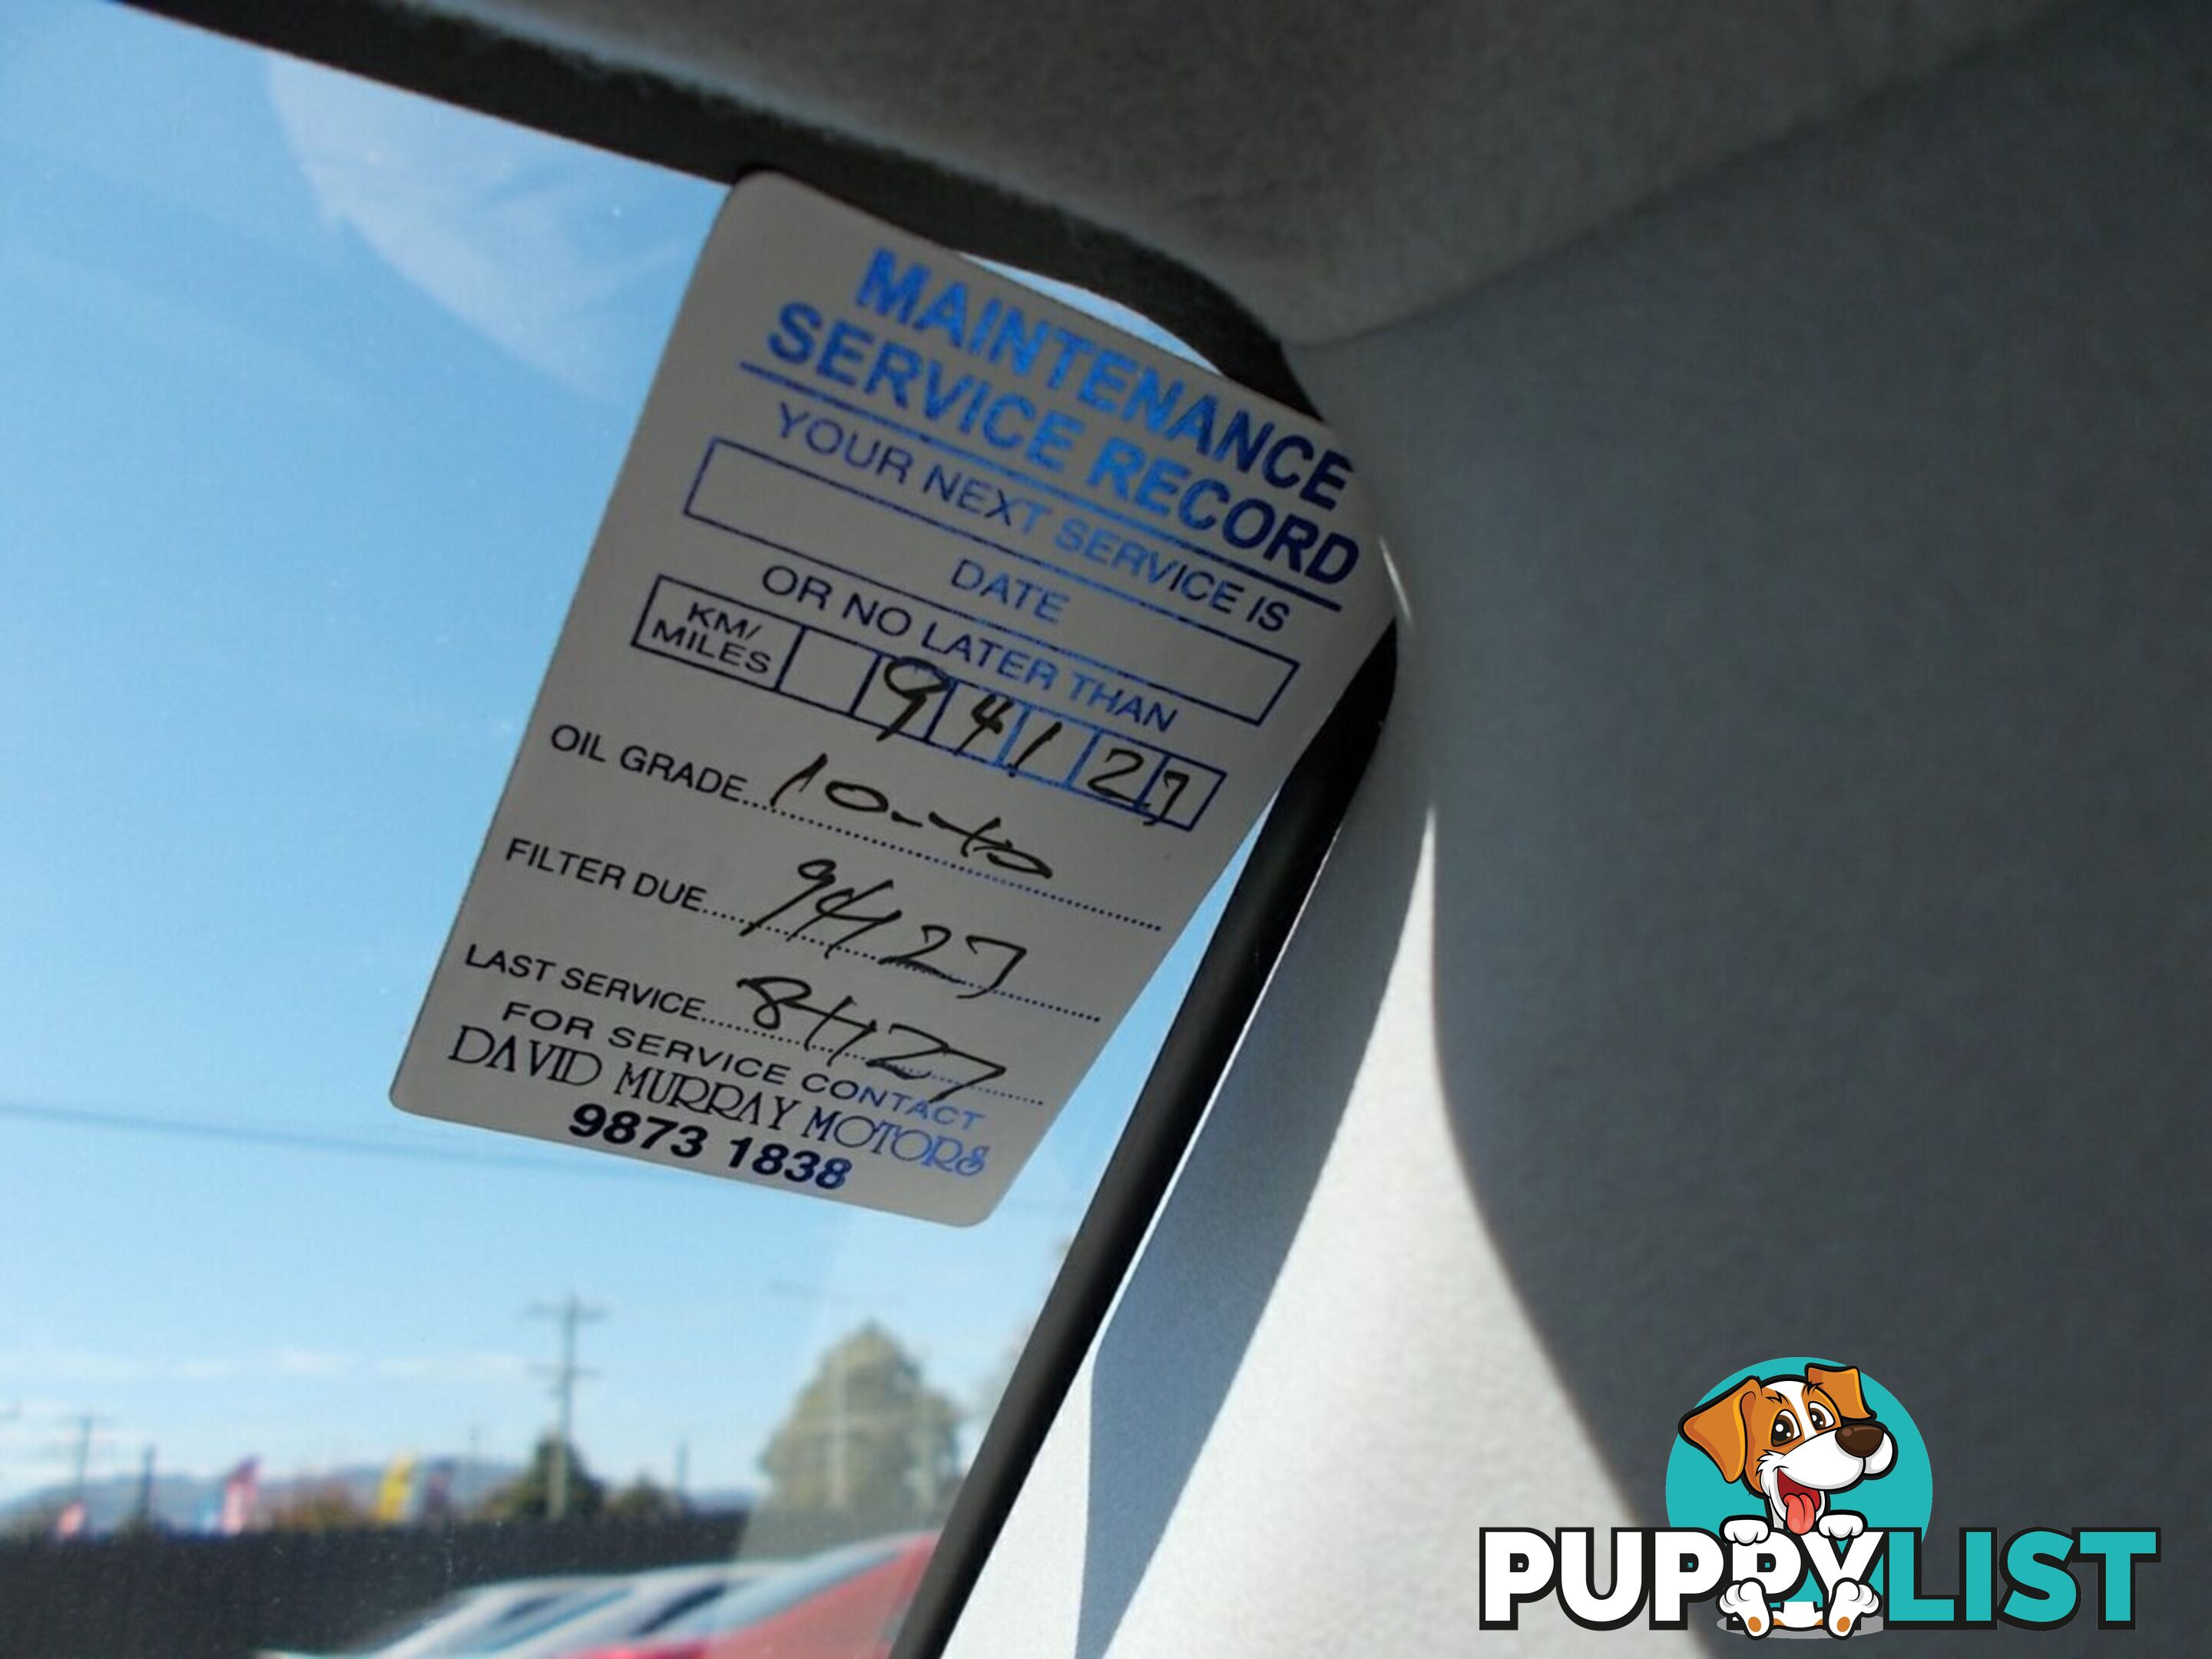 MAINTENANCE
SERVICE RECORD
YOUR NEXT SERVICE IS
DATE
OR NO LATER THAN
KM/
MILES 94127
OIL GRADE 10-40
FILTER DUE 94127
LAST SERVICE 84127
FOR SERVICE CONTACT
DAVID MURRAY MOTORS
9873 1838
PUPPYLIST